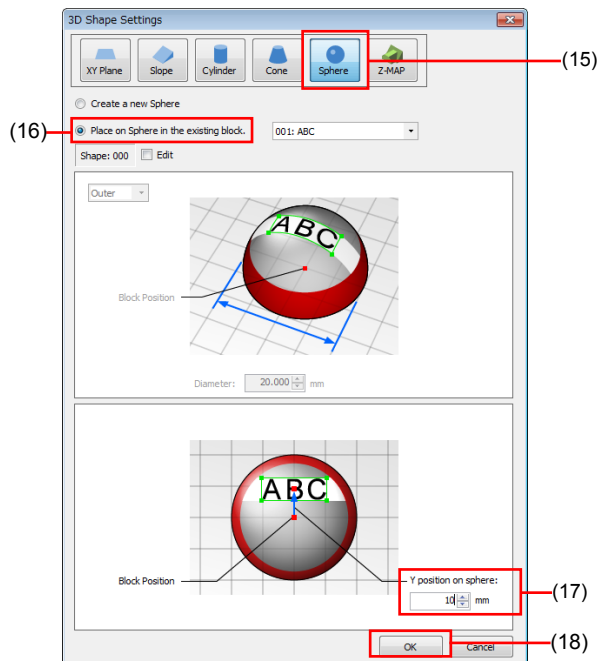 3D Shape Settings
XY Plane
Slope
Cylinder
Cone
Sphere
Z-MAP
(15)
Create a new Sphere
(16)
Place on Sphere in the existing block.
001: ABC
Shape: 000
Edit
Outer
ABC
Block Position
Diameter:
20.000
mm
ABC
Block Position
Y position on sphere:
10
mm
(17)
OK
Cancel
(18)